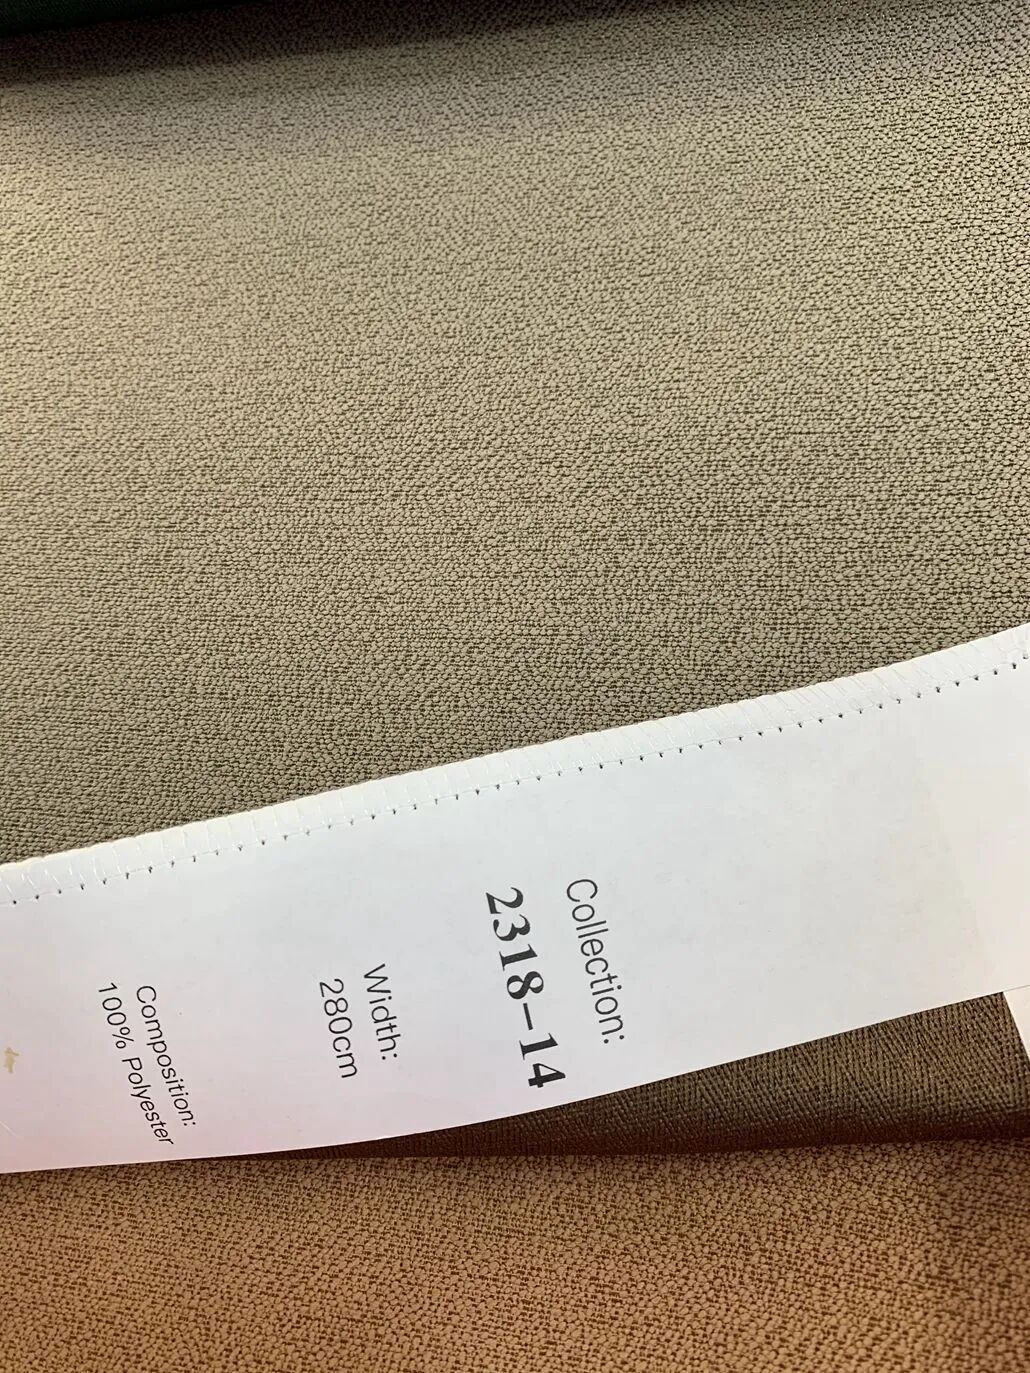 Collection:
2318-14
Width:
280cm
Composition:
100% Polyester